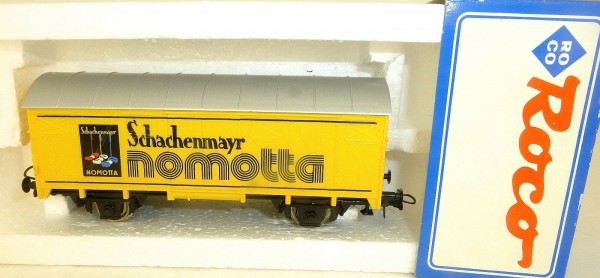 Schachenmayr
NOMOTTA
Schachenmayr
nomotta
RO
CO
Roco